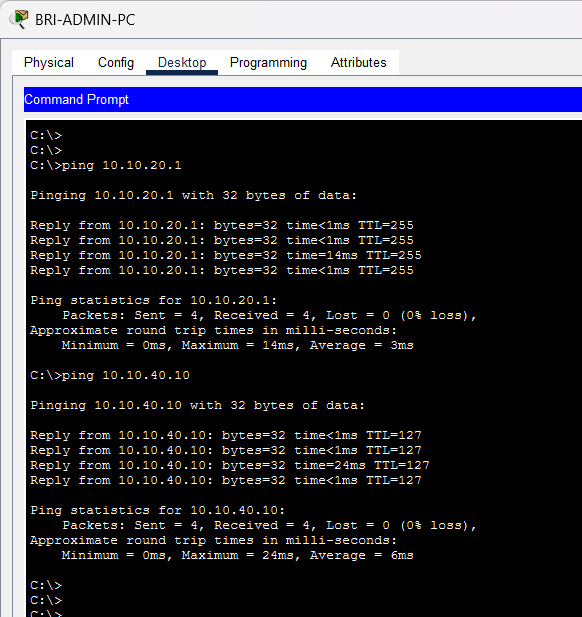 BRI-ADMIN-PC
Physical Config Desktop Programming Attributes
Command Prompt
C:\>
C:\>
C:\>ping 10.10.20.1
Pinging 10.10.20.1 with 32 bytes of data:
Reply from 10.10.20.1: bytes=32 time<1ms TTL=255
Reply from 10.10.20.1: bytes=32 time<1ms TTL=255
Reply from 10.10.20.1: bytes=32 time=14ms TTL=255
Reply from 10.10.20.1: bytes=32 time<1ms TTL=255
Ping statistics for 10.10.20.1:
Packets: Sent = 4, Received = 4, Lost = 0 (0% loss),
Approximate round trip times in milli-seconds:
Minimum = 0ms, Maximum = 14ms, Average = 3ms
C:\>ping 10.10.40.10
Pinging 10.10.40.10 with 32 bytes of data:
Reply from 10.10.40.10: bytes=32 time<1ms TTL=127
Reply from 10.10.40.10: bytes=32 time<1ms TTL=127
Reply from 10.10.40.10: bytes=32 time=24ms TTL=127
Reply from 10.10.40.10: bytes=32 time<1ms TTL=127
Ping statistics for 10.10.40.10:
Packets: Sent = 4, Received = 4, Lost = 0 (0% loss),
Approximate round trip times in milli-seconds:
Minimum = 0ms, Maximum = 24ms, Average = 6ms
C:\>
C:\>
C:\>